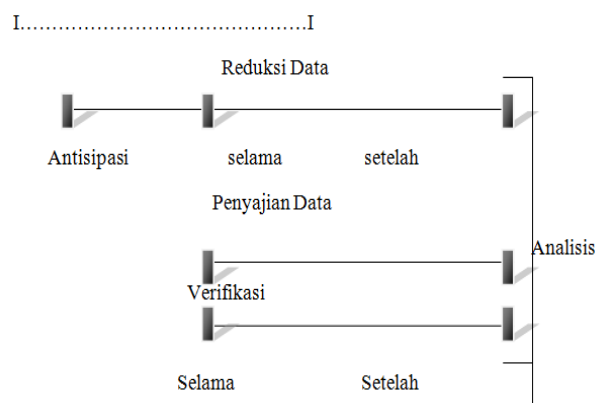 I………………………………………I
Reduksi Data
Antisipasi selama setelah
Penyajian Data
Analisis
Verifikasi
Selama Setelah